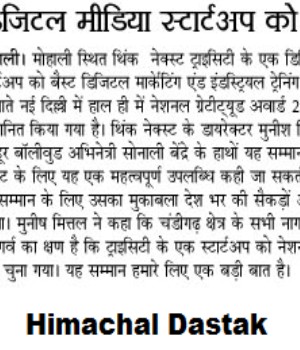 डिजिटल मीडिया स्टार्टअप को
ाली। मोहाली स्थित थिंक नेक्स्ट ट्राइसिटी के एक डि
र्टअप को बैस्ट डिजिटल मार्केटिंग एंड इंडस्ट्रियल ट्रेनिंग
ाते नई दिल्ली में हाल ही में नेशनल ग्रेटीट्यूड अवार्ड 2
ानित किया गया है। थिंक नेक्स्ट के डायरेक्टर मुनीश
हूर बॉलीवुड अभिनेत्री सोनाली बेंद्रे के हाथों यह सम्मान
ट के लिए यह एक महत्वपूर्ण उपलब्धि कही जा सकती
सम्मान के लिए उसका मुकाबला देश भर की सैकड़ों
ा। मुनीष मित्तल ने कहा कि चंडीगढ़ क्षेत्र के सभी नाग
गर्व का क्षण है कि ट्राइसिटी के एक स्टार्टअप को नेश
चुना गया। यह सम्मान हमारे लिए एक बड़ी बात है।
Himachal Dastak